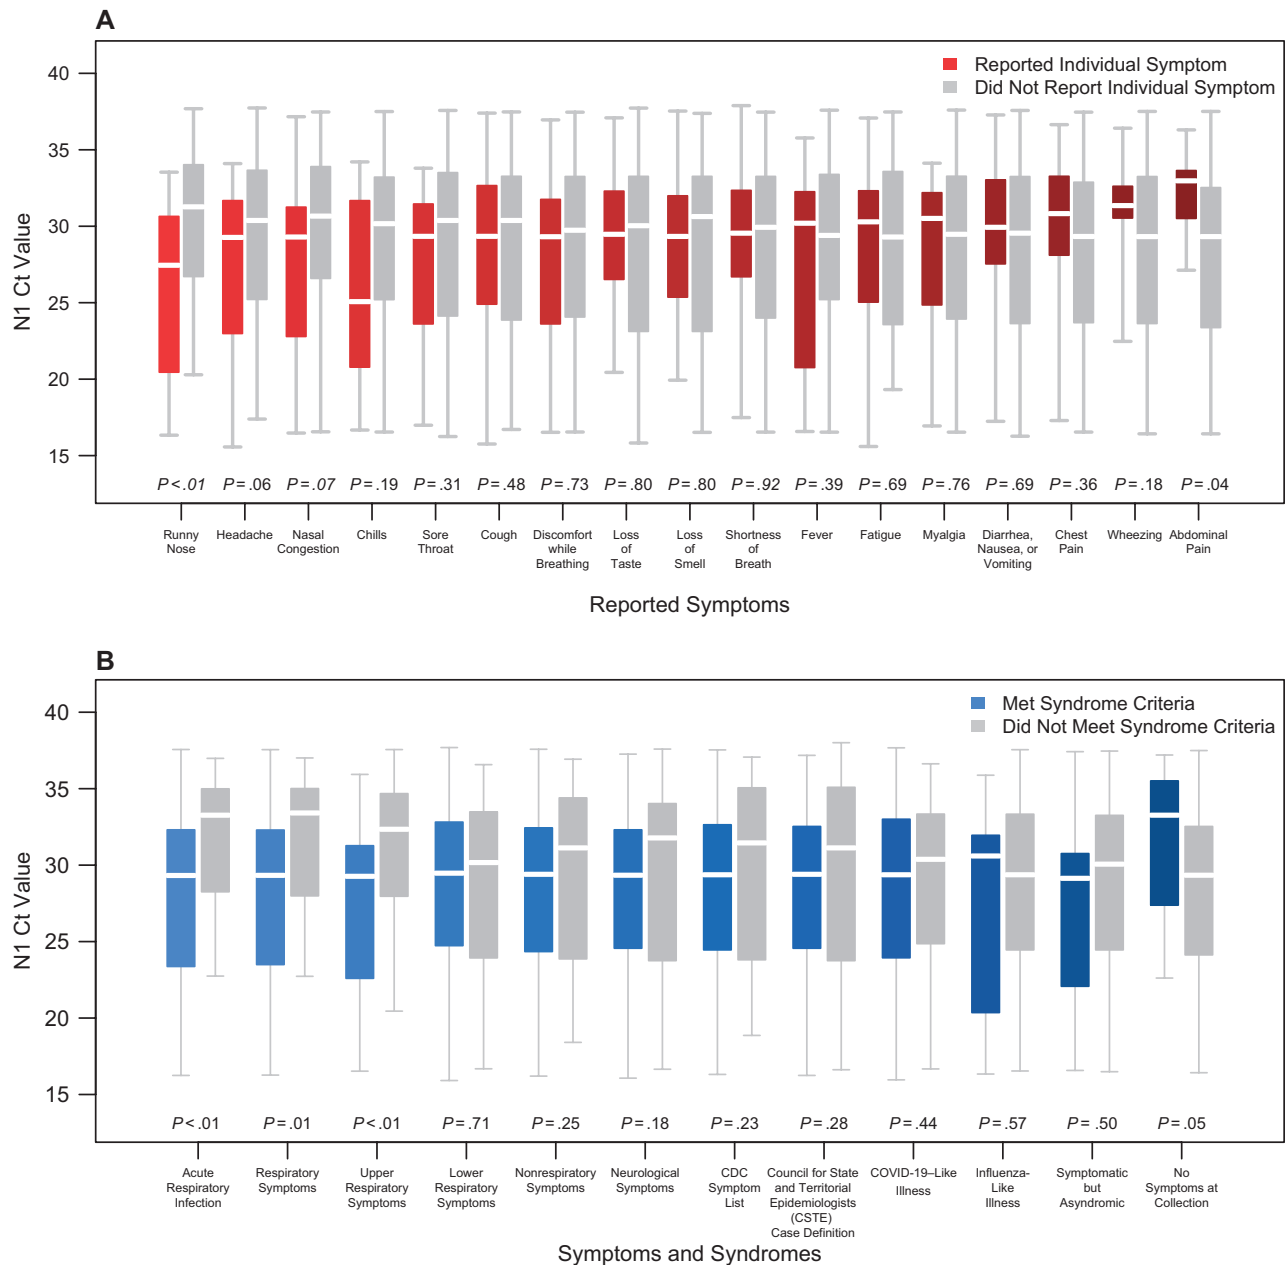 A
Reported Individual Symptom
Did Not Report Individual Symptom
N1 Ct Value
40
35
30
25
20
15
P<.01 P=.06 P=.07 P=.19 P=.31 P=.48 P=.73 P=.80 P=.80 P=.92 P=.39 P=.69 P=.76 P=.69 P=.36 P=.18 P=.04
Runny
Nose
Headache
Nasal
Congestion
Chills
Sore
Throat
Cough
Discomfort
while
Breathing
Loss
of
Taste
Loss
of
Smell
Shortness
of
Breath
Fever
Fatigue
Myalgia
Diarrhea,
Nausea, or
Vomiting
Chest
Pain
Wheezing
Abdominal
Pain
Reported Symptoms
B
Met Syndrome Criteria
Did Not Meet Syndrome Criteria
N1 Ct Value
40
35
30
25
20
15
P<.01 P=.01 P<.01 P=.71 P=.25 P=.18 P=.23 P=.28 P=.44 P=.57 P=.50 P=.05
Acute
Respiratory
Infection
Respiratory
Symptoms
Upper
Respiratory
Symptoms
Lower
Respiratory
Symptoms
Nonrespiratory
Symptoms
Neurological
Symptoms
CDC
Symptom
List
Council for State
and Territorial
Epidemiologists
(CSTE)
Case Definition
COVID-19–Like
Illness
Influenza-
Like
Illness
Symptomatic
but
Asyndromic
No
Symptoms at
Collection
Symptoms and Syndromes